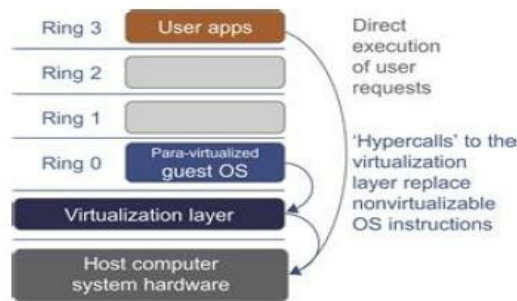 Ring 3
User apps
Direct
execution
of user
requests
Ring 2
Ring 1
Ring 0
Para-virtualized
guest OS
'Hypercalls' to the
virtualization
layer replace
nonvirtualizable
OS instructions
Virtualization layer
Host computer
system hardware